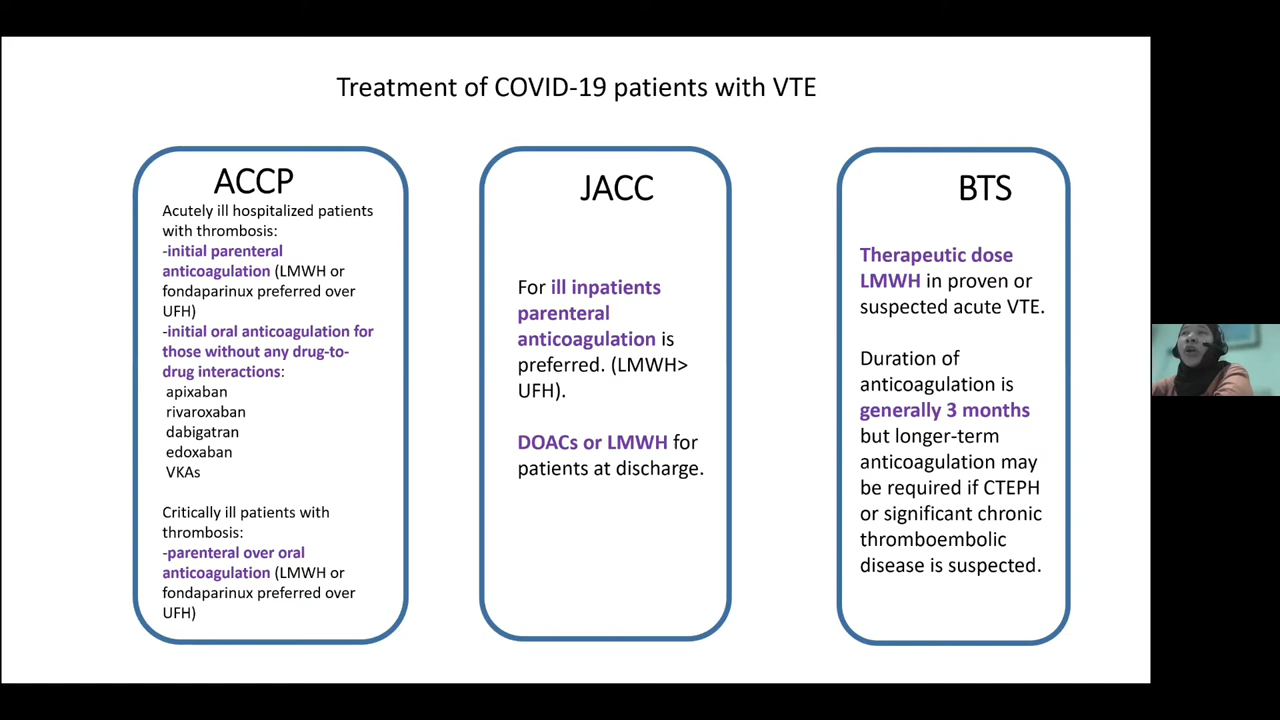 Treatment of COVID-19 patients with VTE
ACCP
Acutely ill hospitalized patients
with thrombosis:
-initial parenteral
anticoagulation (LMWH or
fondaparinux preferred over
UFH)
-initial oral anticoagulation for
those without any drug-to-
drug interactions:
apixaban
rivaroxaban
dabigatran
edoxaban
VKAs
Critically ill patients with
thrombosis:
-parenteral over oral
anticoagulation (LMWH or
fondaparinux preferred over
UFH)
JACC
For ill inpatients
parenteral
anticoagulation is
preferred. (LMWH>
UFH).
DOACs or LMWH for
patients at discharge.
BTS
Therapeutic dose
LMWH in proven or
suspected acute VTE.
Duration of
anticoagulation is
generally 3 months
but longer-term
anticoagulation may
be required if CTEPH
or significant chronic
thromboembolic
disease is suspected.